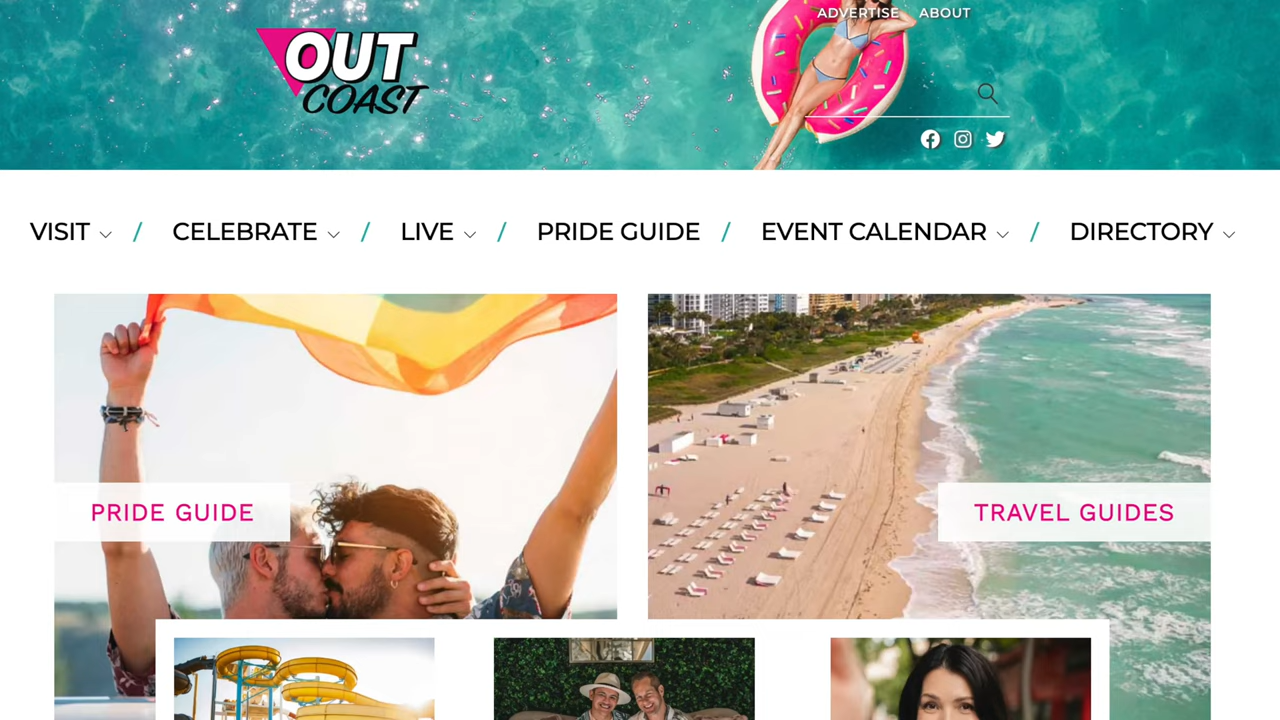 ADVERTISE ABOUT
OUT
COAST
VISIT / CELEBRATE / LIVE / PRIDE GUIDE / EVENT CALENDAR / DIRECTORY
PRIDE GUIDE
TRAVEL GUIDES